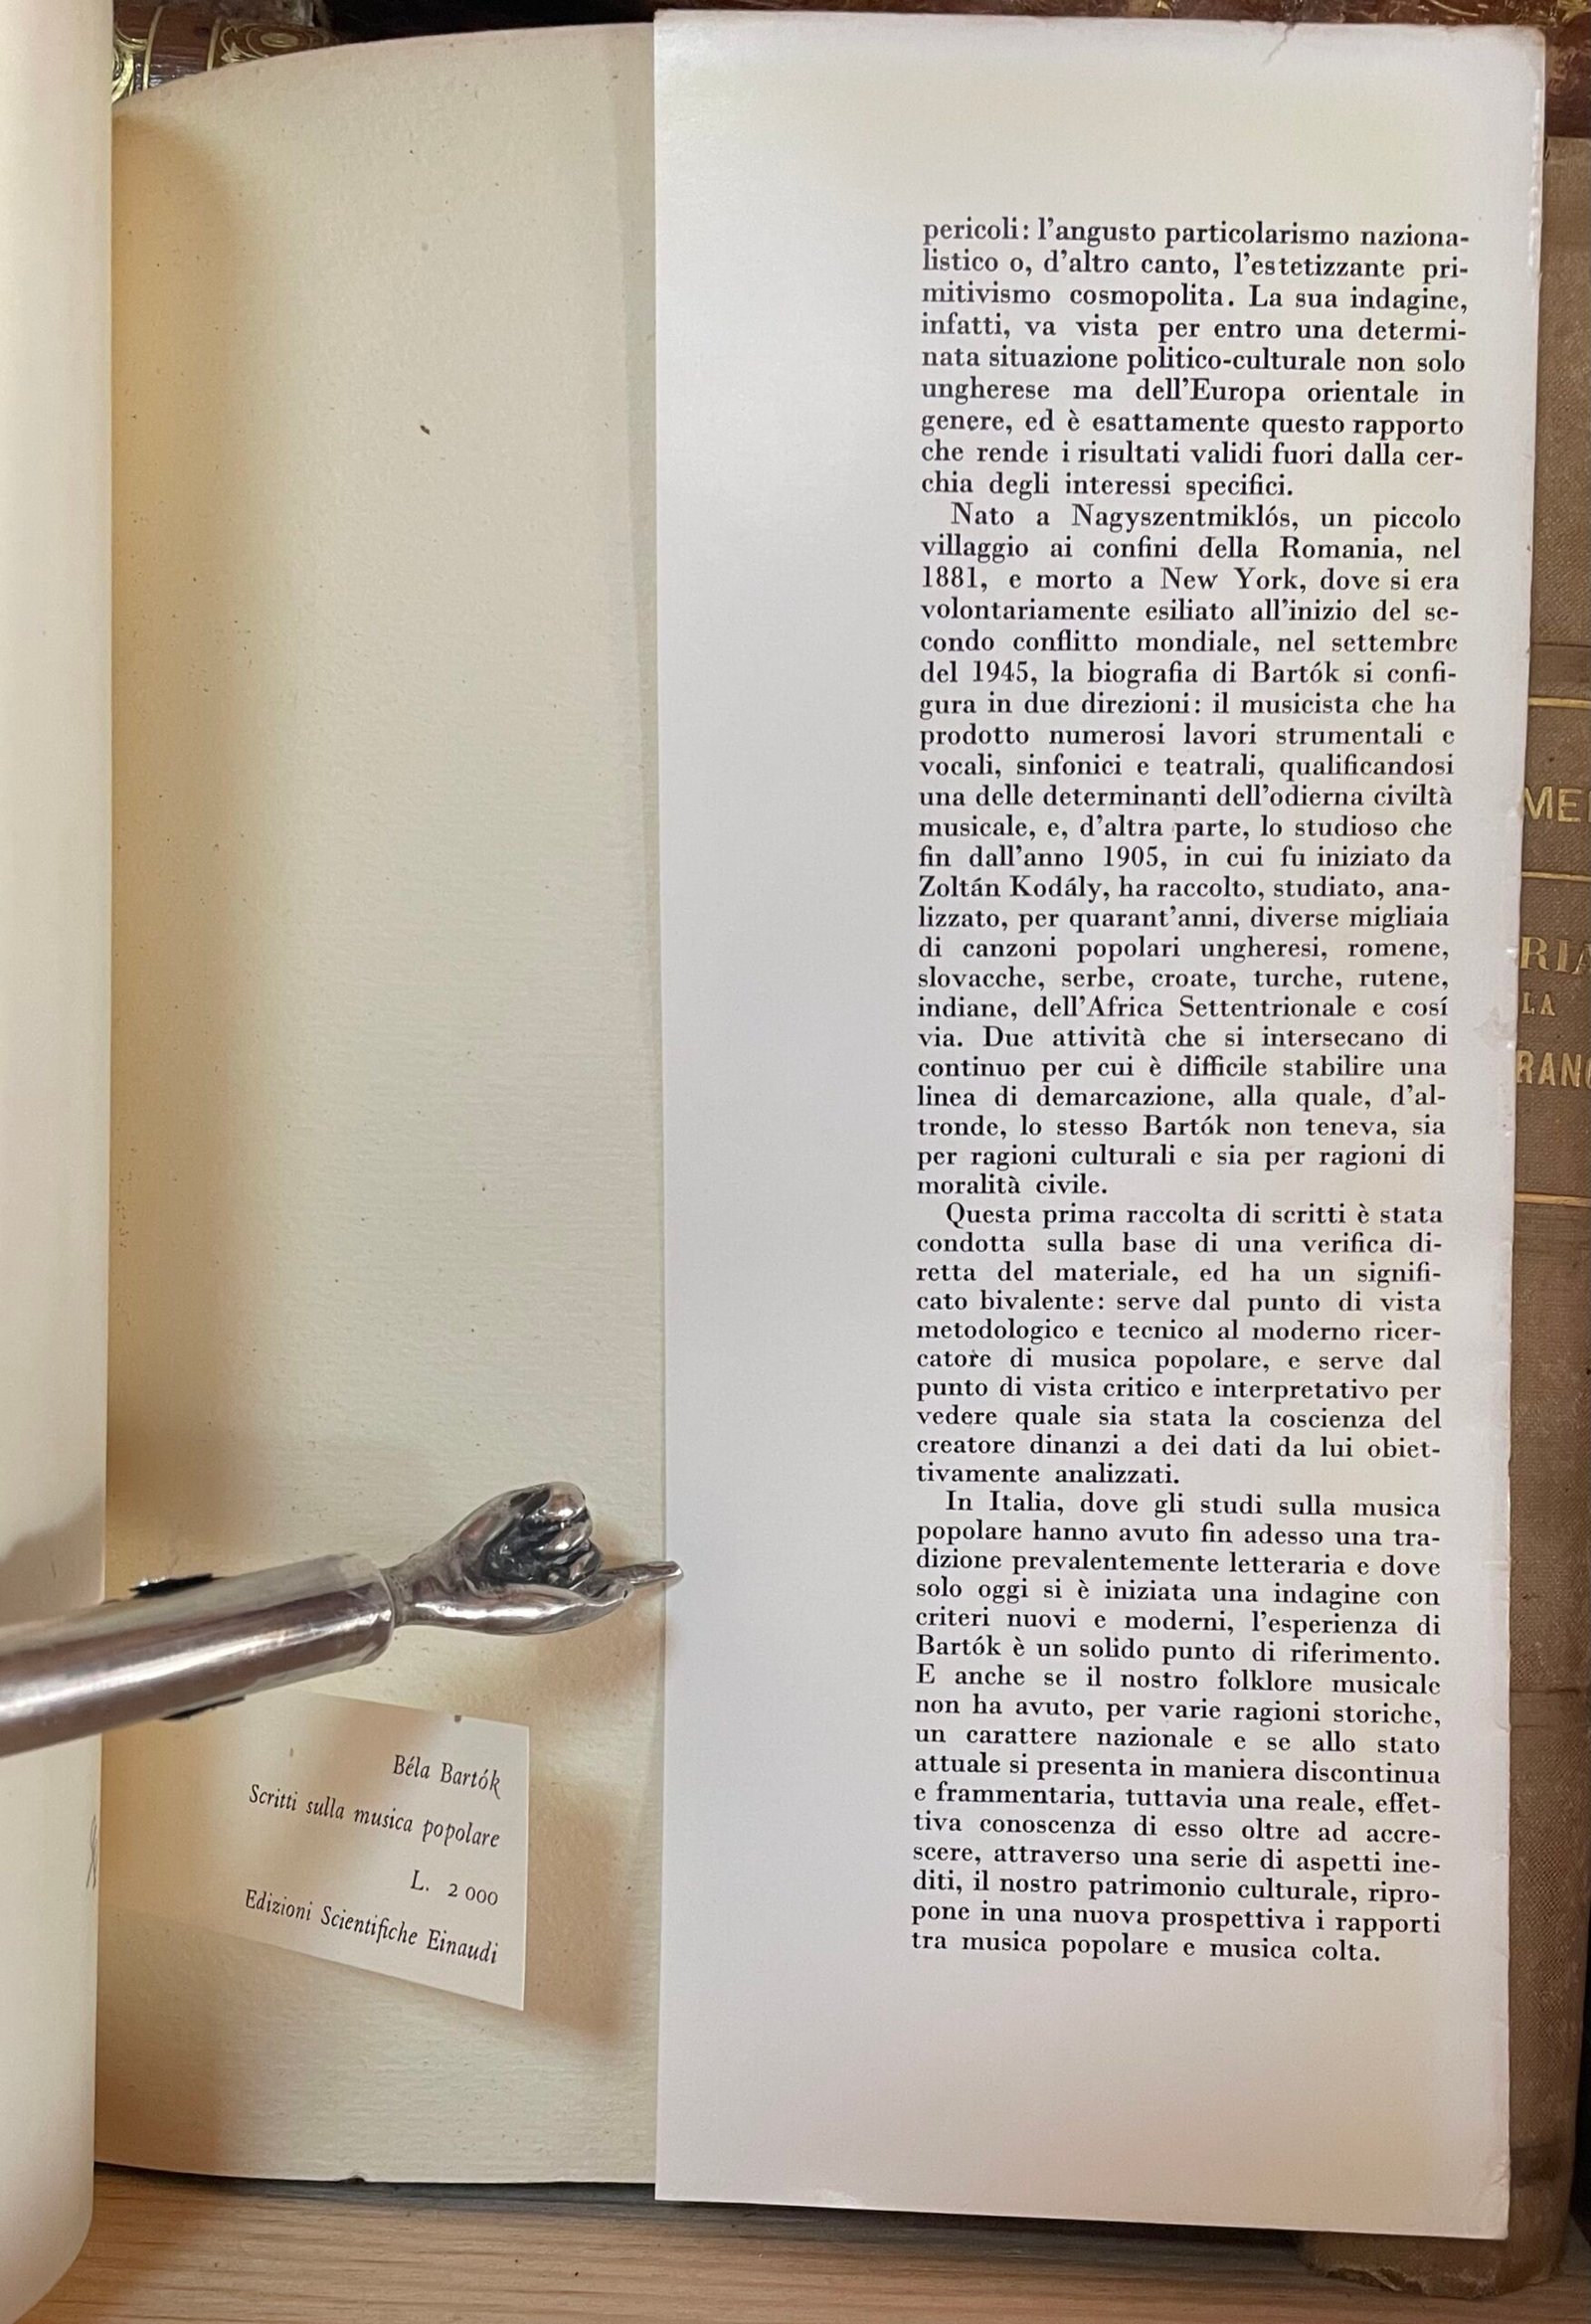 pericoli: l'angusto particolarismo naziona-
listico o, d'altro canto, l'estetizzante pri-
mitivismo cosmopolita. La sua indagine,
infatti, va vista per entro una determi-
nata situazione politico-culturale non solo
ungherese ma dell'Europa orientale in
genere, ed è esattamente questo rapporto
che rende i risultati validi fuori dalla cer-
chia degli interessi specifici.
Nato a Nagyszentmiklós, un piccolo
villaggio ai confini della Romania, nel
1881, e morto a New York, dove si era
volontariamente esiliato all'inizio del se-
condo conflitto mondiale, nel settembre
del 1945, la biografia di Bartók si confi-
gura in due direzioni: il musicista che ha
prodotto numerosi lavori strumentali e
vocali, sinfonici e teatrali, qualificandosi
una delle determinanti dell'odierna civiltà
musicale, e, d'altra parte, lo studioso che
fin dall'anno 1905, in cui fu iniziato da
Zoltán Kodály, ha raccolto, studiato, ana-
lizzato, per quarant'anni, diverse migliaia
di canzoni popolari ungheresi, romene,
slovacche, serbe, croate, turche, rutene,
indiane, dell'Africa Settentrionale e cosí
via. Due attività che si intersecano di
continuo per cui è difficile stabilire una
linea di demarcazione, alla quale, d'al-
tronde, lo stesso Bartók non teneva, sia
per ragioni culturali e sia per ragioni di
moralità civile.
Questa prima raccolta di scritti è stata
condotta sulla base di una verifica di-
retta del materiale, ed ha un signifi-
cato bivalente: serve dal punto di vista
metodologico e tecnico al moderno ricer-
catore di musica popolare, e serve dal
punto di vista critico e interpretativo per
vedere quale sia stata la coscienza del
creatore dinanzi a dei dati da lui obiet-
tivamente analizzati.
In Italia, dove gli studi sulla musica
popolare hanno avuto fin adesso una tra-
dizione prevalentemente letteraria e dove
solo oggi si è iniziata una indagine con
criteri nuovi e moderni, l'esperienza di
Bartók è un solido punto di riferimento.
E anche se il nostro folklore musicale
non ha avuto, per varie ragioni storiche,
un carattere nazionale e se allo stato
attuale si presenta in maniera discontinua
e frammentaria, tuttavia una reale, effet-
tiva conoscenza di esso oltre ad accre-
scere, attraverso una serie di aspetti ine-
diti, il nostro patrimonio culturale, ripro-
pone in una nuova prospettiva i rapporti
tra musica popolare e musica colta.
Béla Bartók
Scritti sulla musica popolare
L. 2 000
Edizioni Scientifiche Einaudi
LA